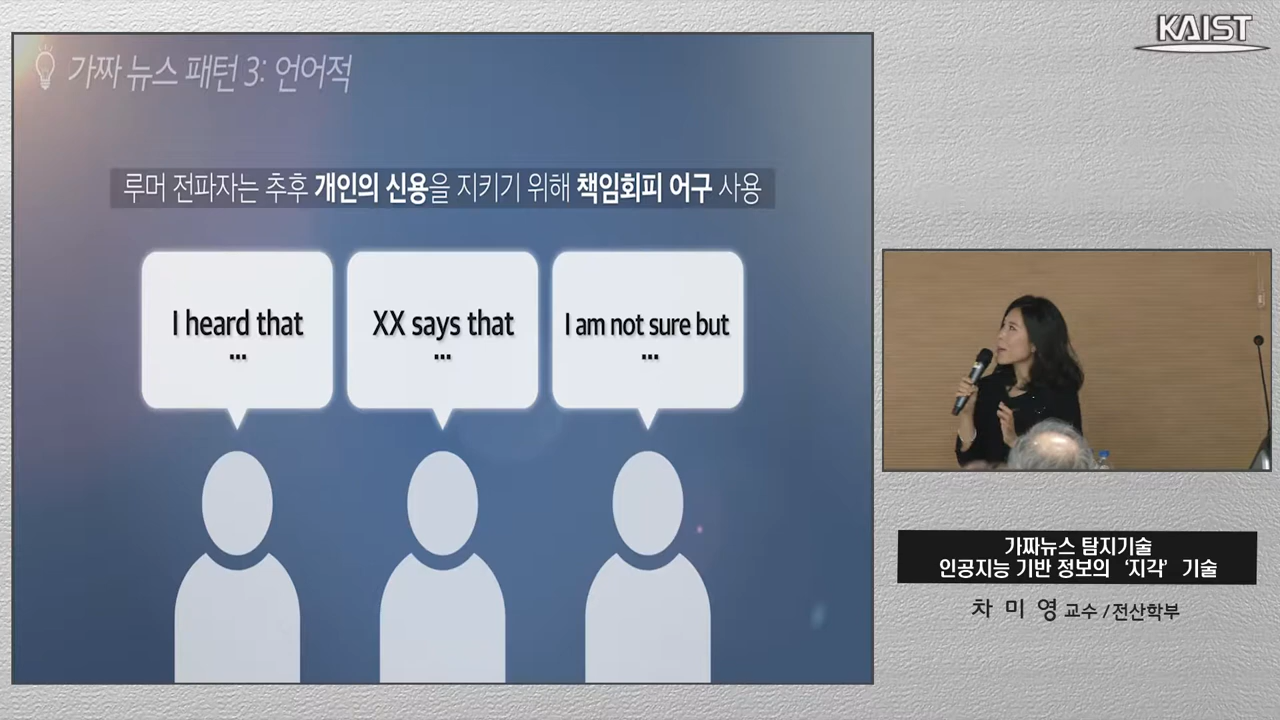 KAIST
가짜 뉴스 패턴 3: 언어적
루머 전파자는 추후 개인의 신용을 지키기 위해 책임회피 어구 사용
I heard that
...
XX says that
...
I am not sure but
...
가짜뉴스 탐지기술
인공지능 기반 정보의 ‘지각’ 기술
차 미 영 교수 / 전산학부